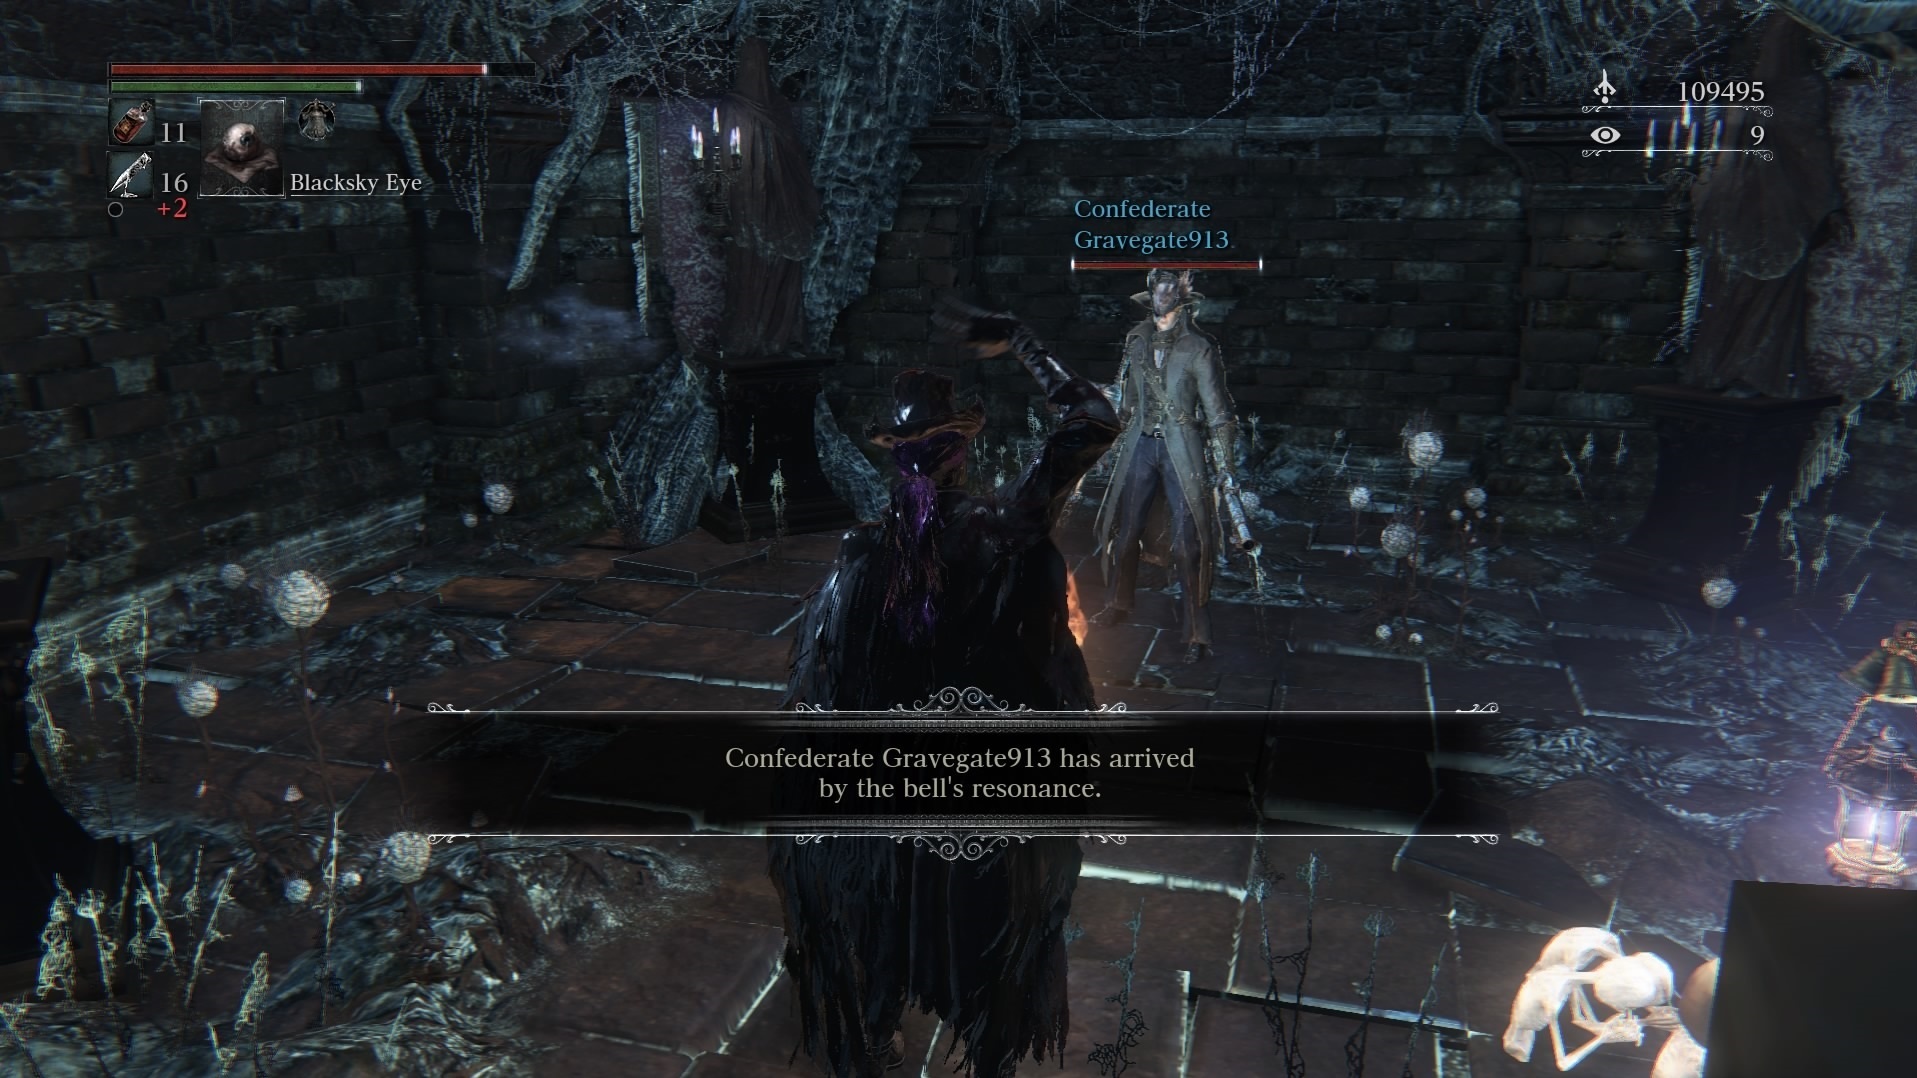 11
16
+2
Blacksky Eye
109495
9
Confederate
Gravegate913
Confederate Gravegate913 has arrived
by the bell's resonance.